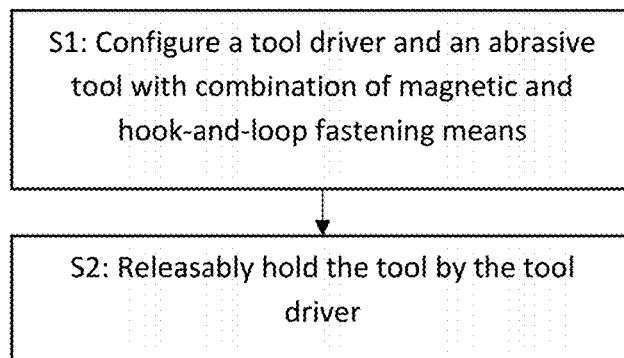 S1: Configure a tool driver and an abrasive
tool with combination of magnetic and
hook-and-loop fastening means
S2: Releasably hold the tool by the tool
driver